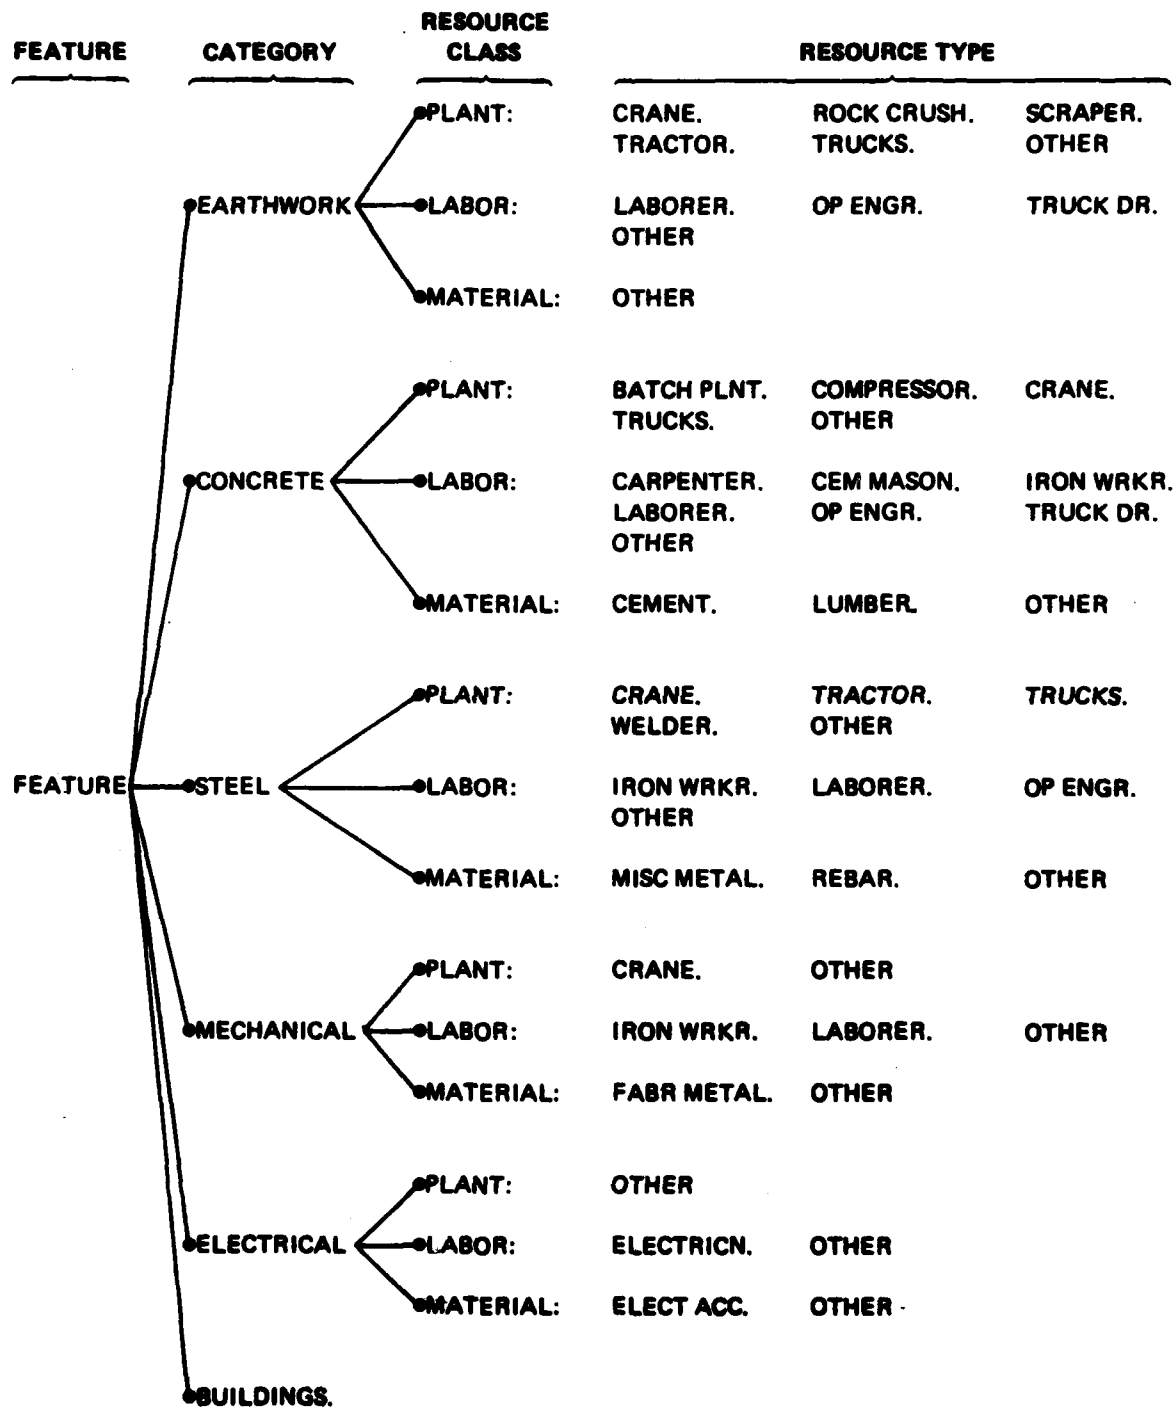 RESOURCE
FEATURE CATEGORY CLASS RESOURCE TYPE
PLANT: CRANE. ROCK CRUSH. SCRAPER.
TRACTOR. TRUCKS. OTHER
EARTHWORK LABOR: LABORER. OP ENGR. TRUCK DR.
OTHER
MATERIAL: OTHER
PLANT: BATCH PLNT. COMPRESSOR. CRANE.
TRUCKS. OTHER
CONCRETE LABOR: CARPENTER. CEM MASON. IRON WRKR.
LABORER. OP ENGR. TRUCK DR.
OTHER
MATERIAL: CEMENT. LUMBER. OTHER
PLANT: CRANE. TRACTOR. TRUCKS.
WELDER. OTHER
FEATURE STEEL LABOR: IRON WRKR. LABORER. OP ENGR.
OTHER
MATERIAL: MISC METAL. REBAR. OTHER
PLANT: CRANE. OTHER
MECHANICAL LABOR: IRON WRKR. LABORER. OTHER
MATERIAL: FABR METAL. OTHER
PLANT: OTHER
ELECTRICAL LABOR: ELECTRICN. OTHER
MATERIAL: ELECT ACC. OTHER
BUILDINGS.